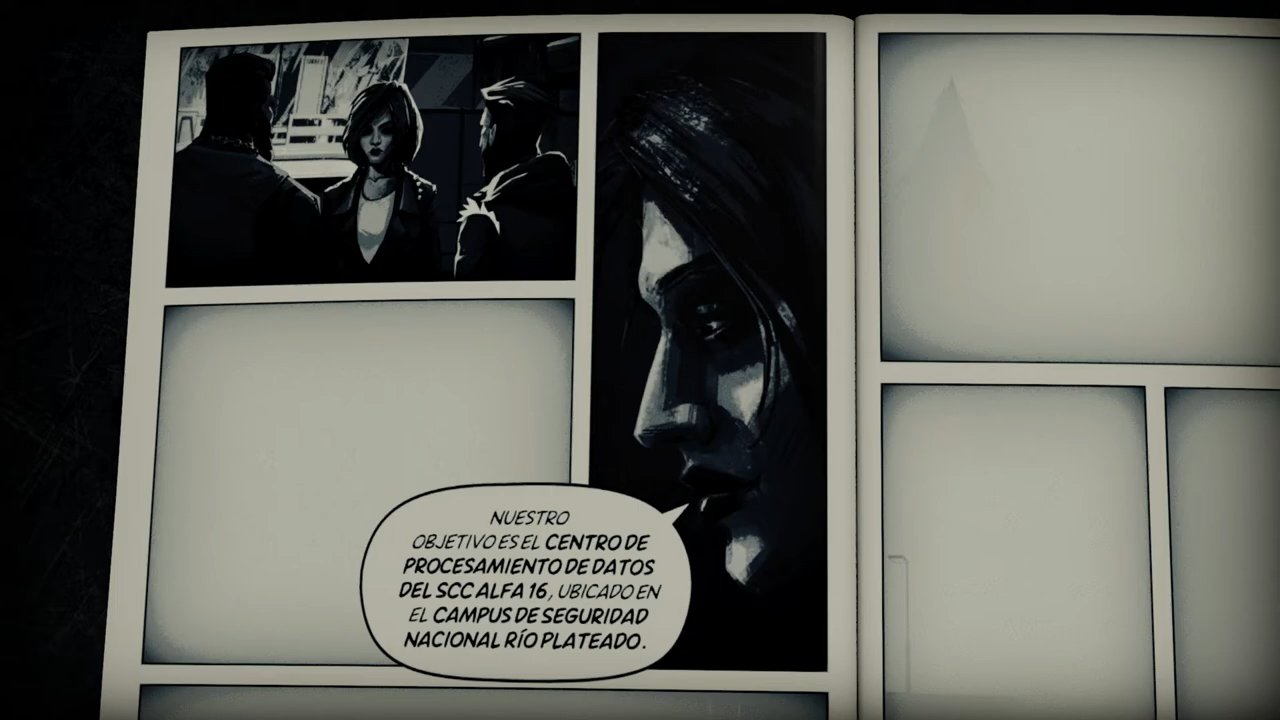 NUESTRO
OBJETIVO ES EL CENTRO DE
PROCESAMIENTO DE DATOS
DEL SCC ALFA 16, UBICADO EN
EL CAMPUS DE SEGURIDAD
NACIONAL RÍO PLATEADO.